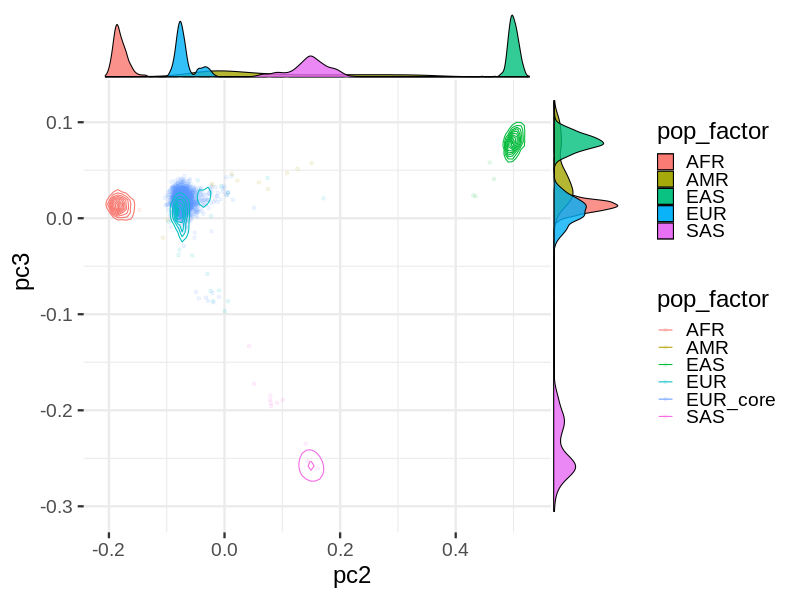 0.1
0.0
-0.1
-0.2
-0.3
pc3
-0.2 0.0 0.2 0.4
pc2
pop_factor
AFR
AMR
EAS
EUR
SAS
pop_factor
AFR
AMR
EAS
EUR
EUR_core
SAS